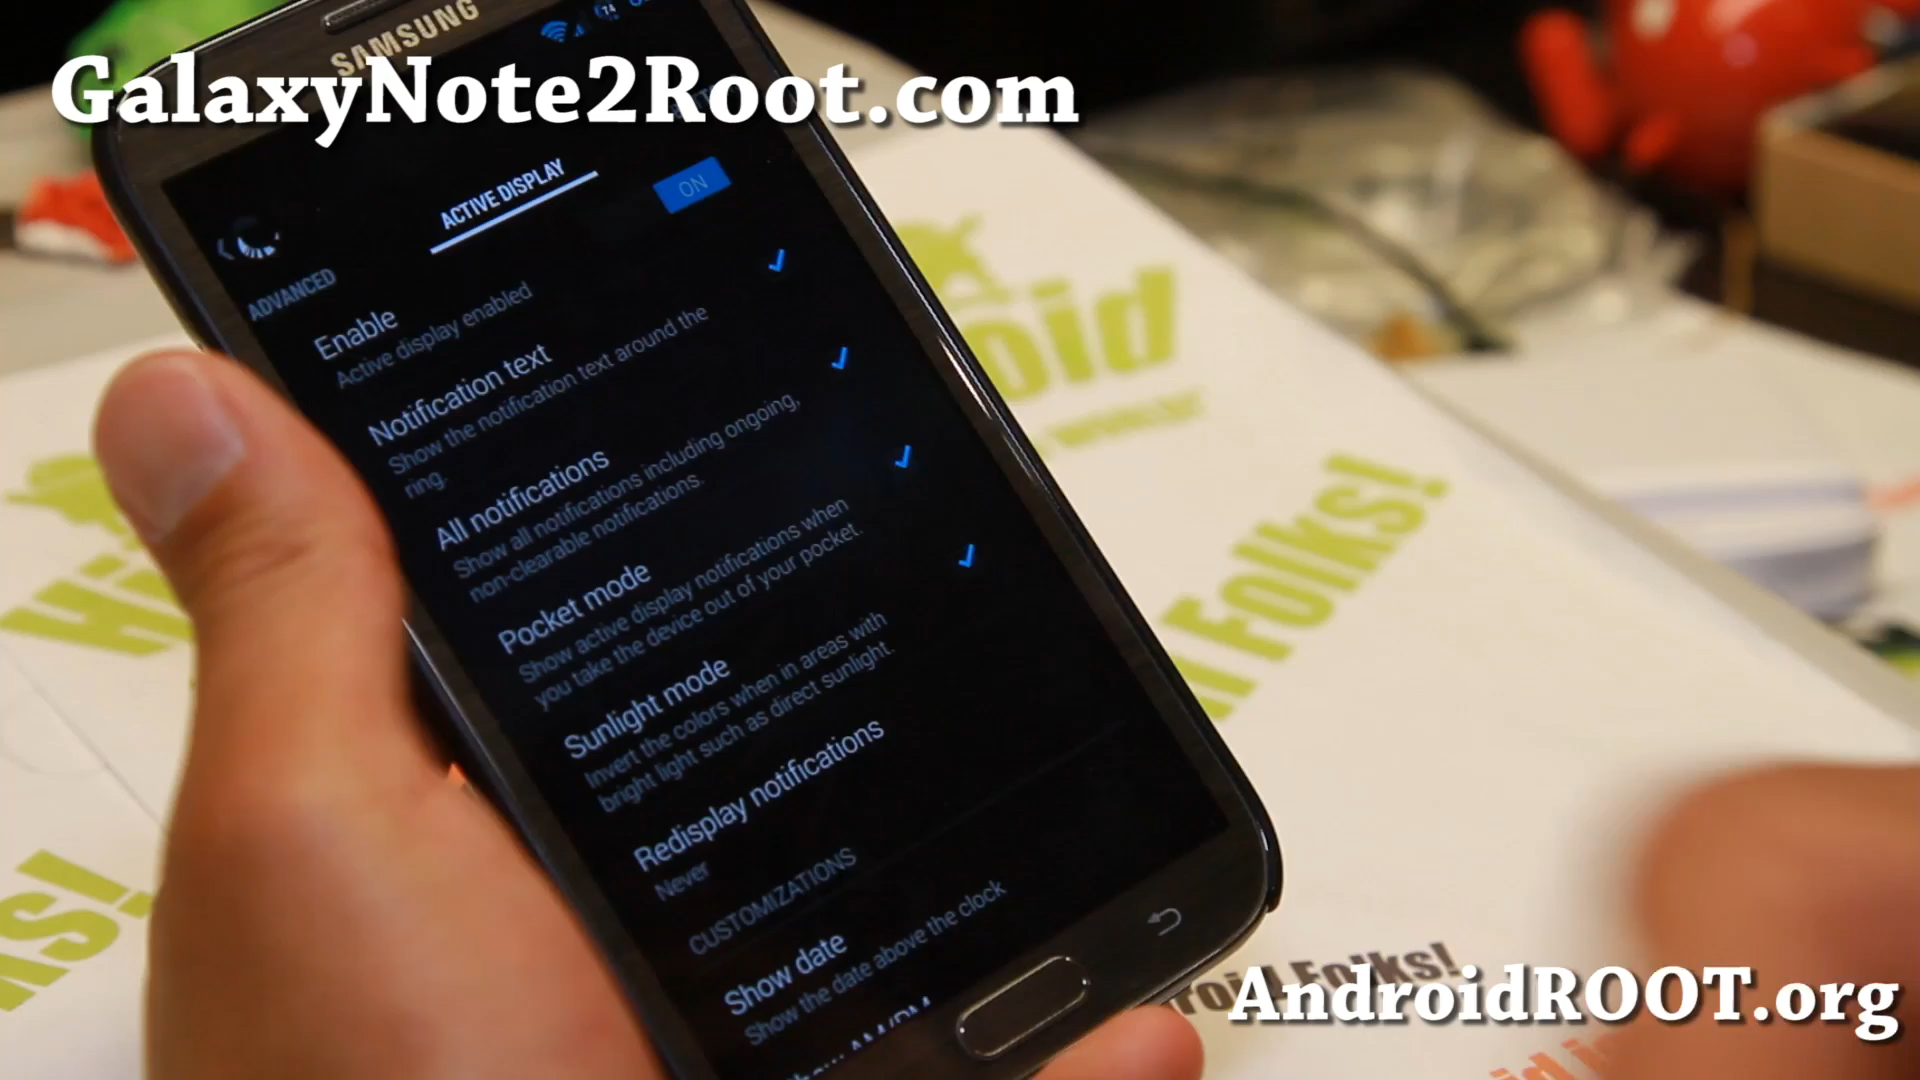 SAMSUNG
GalaxyNote2Root.com
ACTIVE DISPLAY
ON
ADVANCED
Enable
Active display enabled
Notification text
Show the notification text around the
ring.
All notifications
Show all notifications including ongoing,
non-clearable notifications.
Pocket mode
Show active display notifications when
you take the device out of your pocket.
Sunlight mode
Invert the colors when in areas with
bright light such as direct sunlight.
Redisplay notifications
Never
CUSTOMIZATIONS
Show date
Show the date above the clock
Folks!
Folks!
AndroidROOT.org